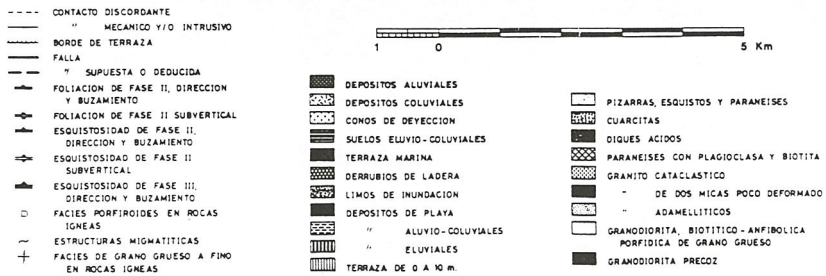 CONTACTO DISCORDANTE
" MECANICO Y/O INTRUSIVO
BORDE DE TERRAZA
FALLA
" SUPUESTA O DEDUCIDA
FOLIACION DE FASE II, DIRECCION
Y BUZAMIENTO
FOLIACION DE FASE II SUBVERTICAL
ESQUISTOSIDAD DE FASE II,
DIRECCION Y BUZAMIENTO
ESQUISTOSIDAD DE FASE II
SUBVERTICAL
ESQUISTOSIDAD DE FASE III,
DIRECCION Y BUZAMIENTO
FACIES PORFIROIDES EN ROCAS
IGNEAS
ESTRUCTURAS MIGMATITICAS
FACIES DE GRANO GRUESO A FINO
EN ROCAS IGNEAS
1 0 5 Km
DEPOSITOS ALUVIALES
DEPOSITOS COLUVIALES
CONOS DE DEYECCION
SUELOS ELUVIO-COLUVIALES
TERRAZA MARINA
DERRUBIOS DE LADERA
LIMOS DE INUNDACION
DEPOSITOS DE PLAYA
" ALUVIO-COLUVIALES
" ELUVIALES
TERRAZA DE 0 A 10 m.
PIZARRAS, ESQUISTOS Y PARANEISES
CUARCITAS
DIQUES ACIDOS
PARANEISES CON PLAGIOCLASA Y BIOTITA
GRANITO CATACLASTICO
" DE DOS MICAS POCO DEFORMADO
" ADAMELLITICOS
GRANODIORITA, BIOTITICO-ANFIBOLICA
PORFIDICA DE GRANO GRUESO
GRANODIORITA PRECOZ